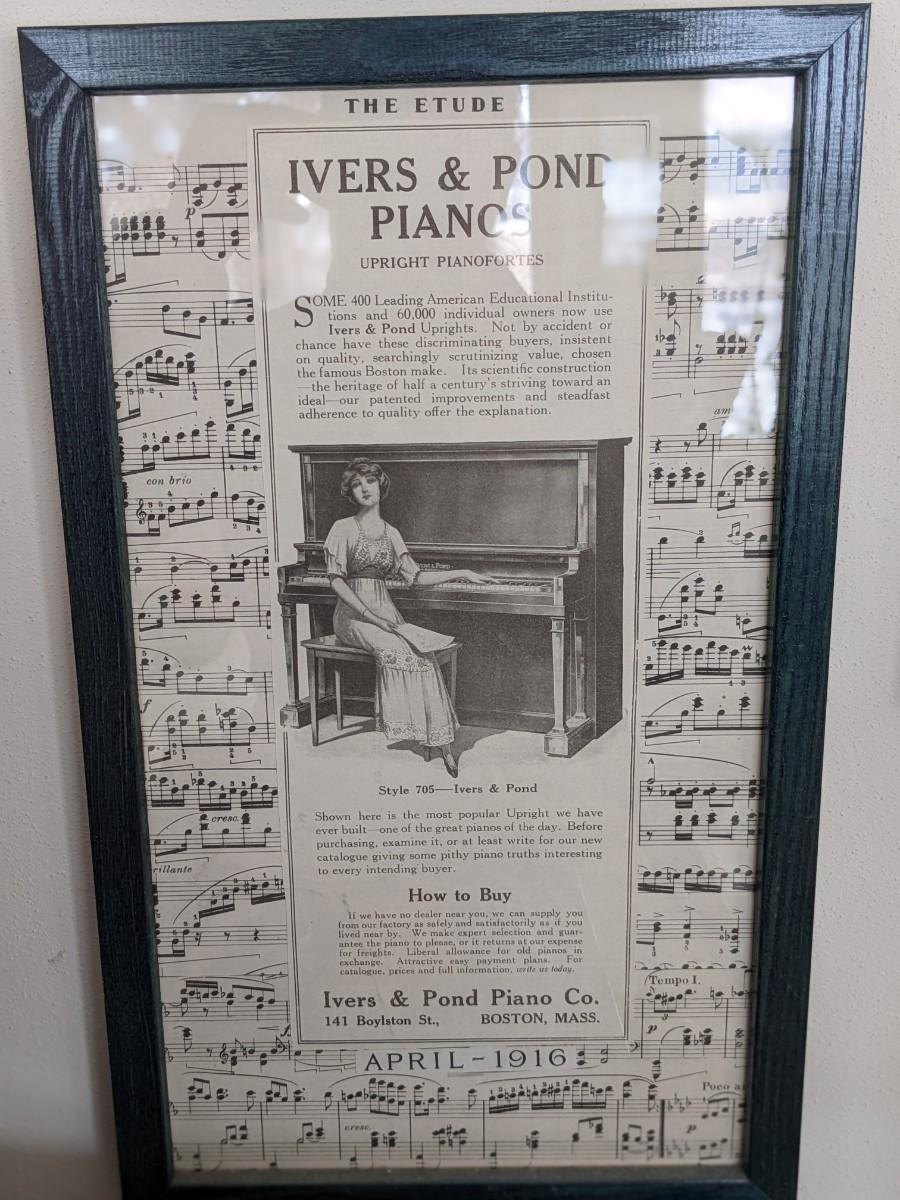 THE ETUDE
IVERS & POND
PIANOS
UPRIGHT PIANOFORTES
SOME 400 Leading American Educational Institu-
tions and 60,000 individual owners now use
Ivers & Pond Uprights. Not by accident or
chance have these discriminating buyers, insistent
on quality, searchingly scrutinizing value, chosen
the famous Boston make. Its scientific construction
—the heritage of half a century's striving toward an
ideal—our patented improvements and steadfast
adherence to quality offer the explanation.
con brio
am
IVERS & POND
Style 705—Ivers & Pond
Shown here is the most popular Upright we have
ever built—one of the great pianos of the day. Before
purchasing, examine it, or at least write for our new
catalogue giving some pithy piano truths interesting
to every intending buyer.
cresc.
rillante
How to Buy
If we have no dealer near you, we can supply you
from our factory as safely and satisfactorily as if you
lived near by. We make expert selection and guar-
antee the piano to please, or it returns at our expense
for freights. Liberal allowance for old pianos in
exchange. Attractive easy payment plans. For
catalogue, prices and full information, write us today.
Tempo I.
Ivers & Pond Piano Co.
141 Boylston St., BOSTON, MASS.
APRIL-1916
Poco a
cresc.